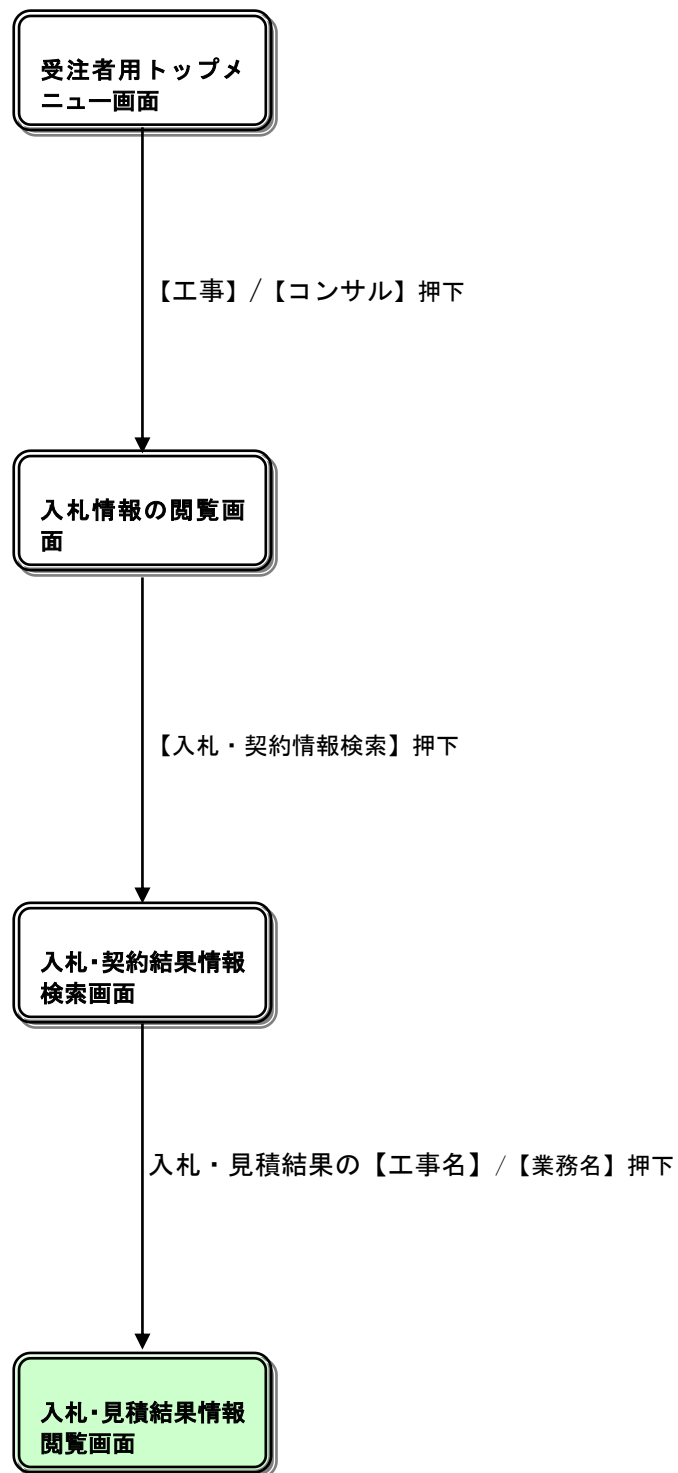 受注者用トップメ
ニュー画面
【工事】/【コンサル】押下
入札情報の閲覧画
面
【入札・契約情報検索】押下
入札・契約結果情報
検索画面
入札・見積結果の【工事名】/【業務名】押下
入札・見積結果情報
閲覧画面